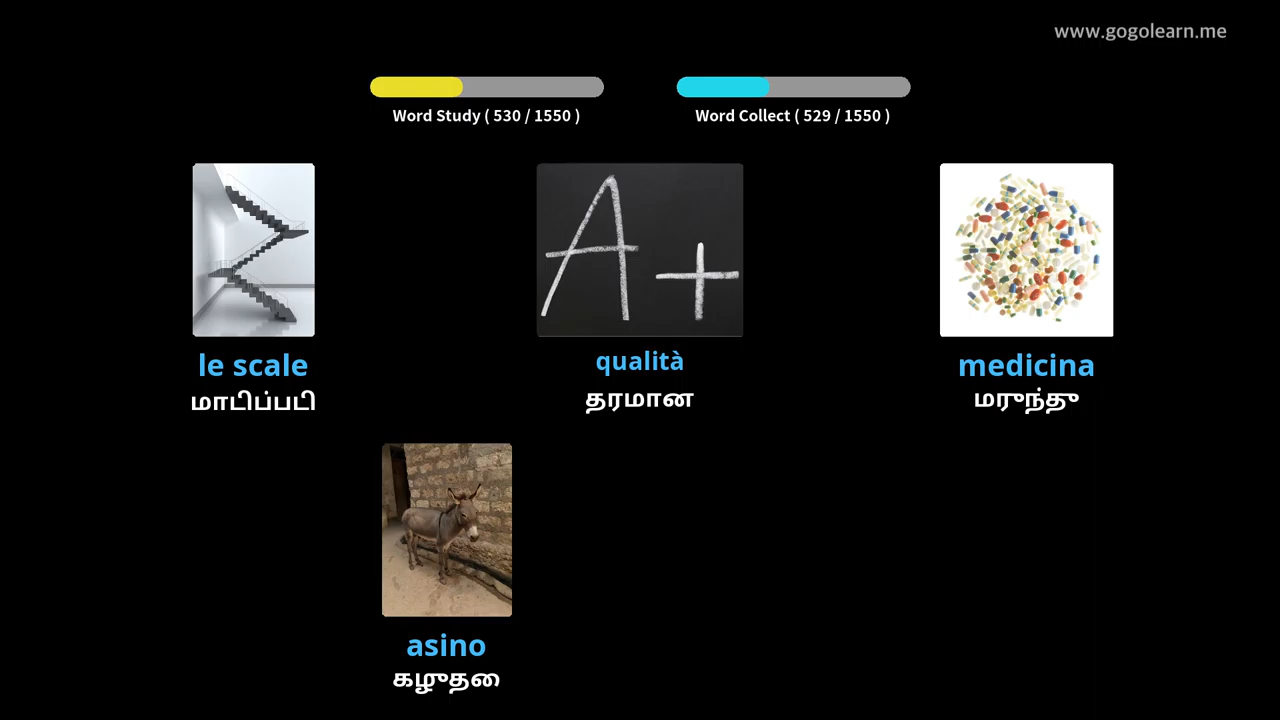 www.gogolearn.me
Word Study ( 530 / 1550 )
Word Collect ( 529 / 1550 )
A+
le scale
மாடிப்படி
qualità
தரமான
medicina
மருந்து
asino
கழுதை